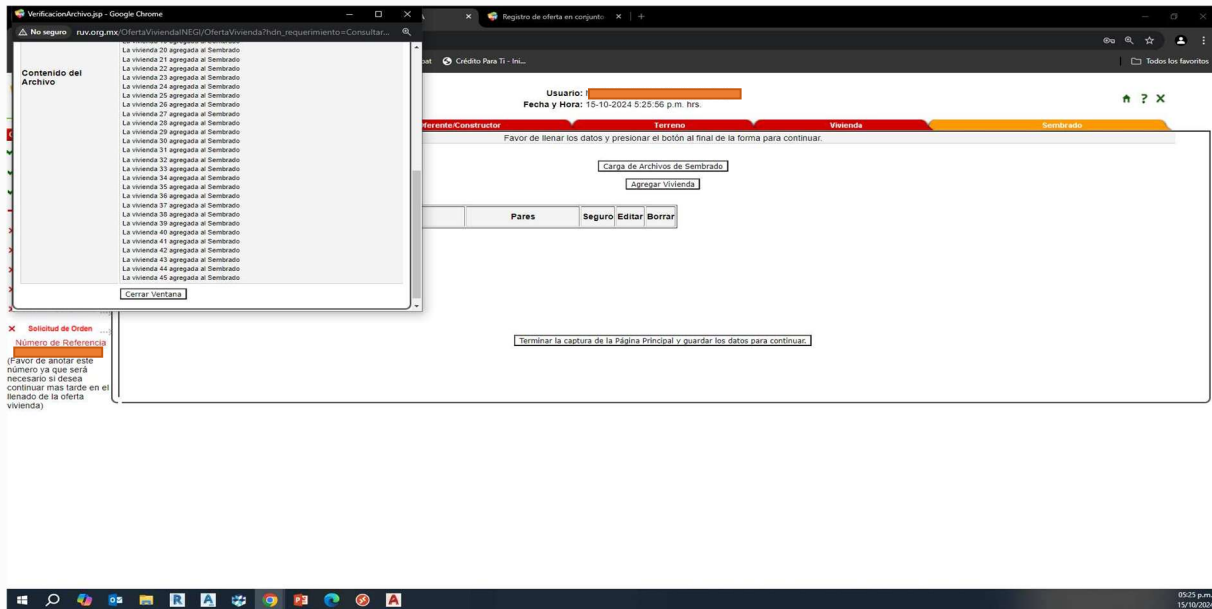 VerificacionArchivo.jsp - Google Chrome
No seguro ruv.org.mx/OfertaViviendaINEGI/OfertaVivienda?hdn_requerimiento=Consultar...
Contenido del
Archivo
La vivienda 20 agregada al Sembrado
La vivienda 21 agregada al Sembrado
La vivienda 22 agregada al Sembrado
La vivienda 23 agregada al Sembrado
La vivienda 24 agregada al Sembrado
La vivienda 25 agregada al Sembrado
La vivienda 26 agregada al Sembrado
La vivienda 27 agregada al Sembrado
La vivienda 28 agregada al Sembrado
La vivienda 29 agregada al Sembrado
La vivienda 30 agregada al Sembrado
La vivienda 31 agregada al Sembrado
La vivienda 32 agregada al Sembrado
La vivienda 33 agregada al Sembrado
La vivienda 34 agregada al Sembrado
La vivienda 35 agregada al Sembrado
La vivienda 36 agregada al Sembrado
La vivienda 37 agregada al Sembrado
La vivienda 38 agregada al Sembrado
La vivienda 39 agregada al Sembrado
La vivienda 40 agregada al Sembrado
La vivienda 41 agregada al Sembrado
La vivienda 42 agregada al Sembrado
La vivienda 43 agregada al Sembrado
La vivienda 44 agregada al Sembrado
La vivienda 45 agregada al Sembrado
Cerrar Ventana
Registro de oferta en conjunto
Crédito Para Ti - Ini...
Todos los favoritos
Usuario:
Fecha y Hora: 15-10-2024 5:25:56 p.m. hrs.
Oferente/Constructor
Terreno
Vivienda
Sembrado
Favor de llenar los datos y presionar el botón al final de la forma para continuar.
Carga de Archivos de Sembrado
Agregar Vivienda
Pares Seguro Editar Borrar
Terminar la captura de la Página Principal y guardar los datos para continuar.
Solicitud de Orden
Número de Referencia
(Favor de anotar este
número ya que será
necesario si desea
continuar mas tarde en el
llenado de la oferta
vivienda)
05:25 p.m.
15/10/2024